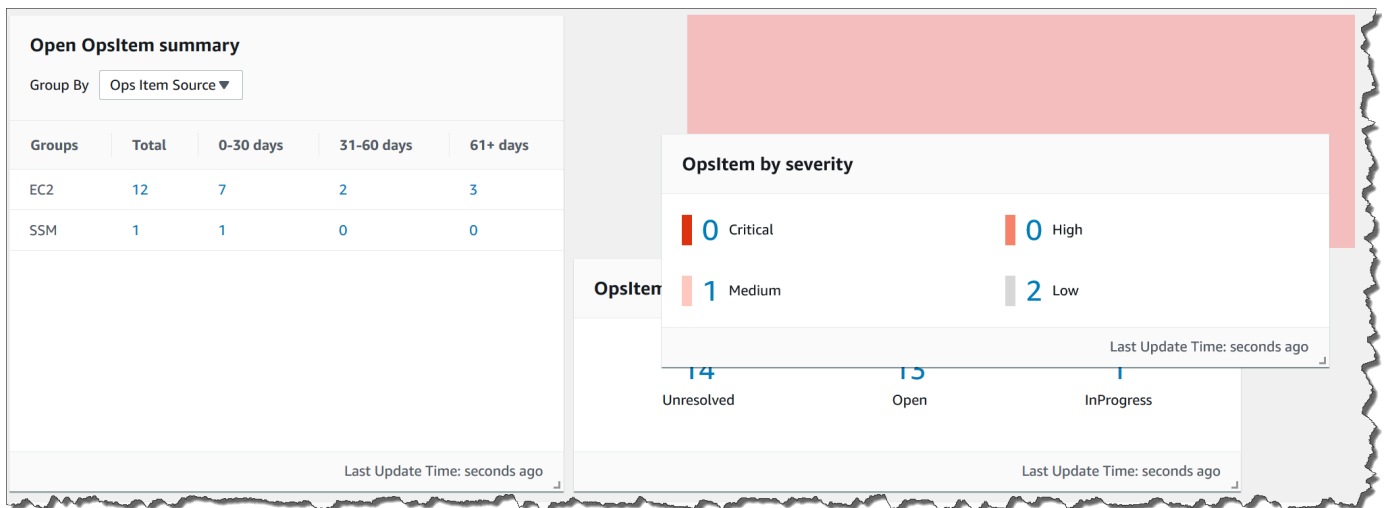 Open OpsItem summary
Group By Ops Item Source
Groups Total 0-30 days 31-60 days 61+ days
EC2 12 7 2 3
SSM 1 1 0 0
Last Update Time: seconds ago
OpsItem by severity
0 Critical 0 High
1 Medium 2 Low
Last Update Time: seconds ago
OpsItem
14 13 1
Unresolved Open InProgress
Last Update Time: seconds ago